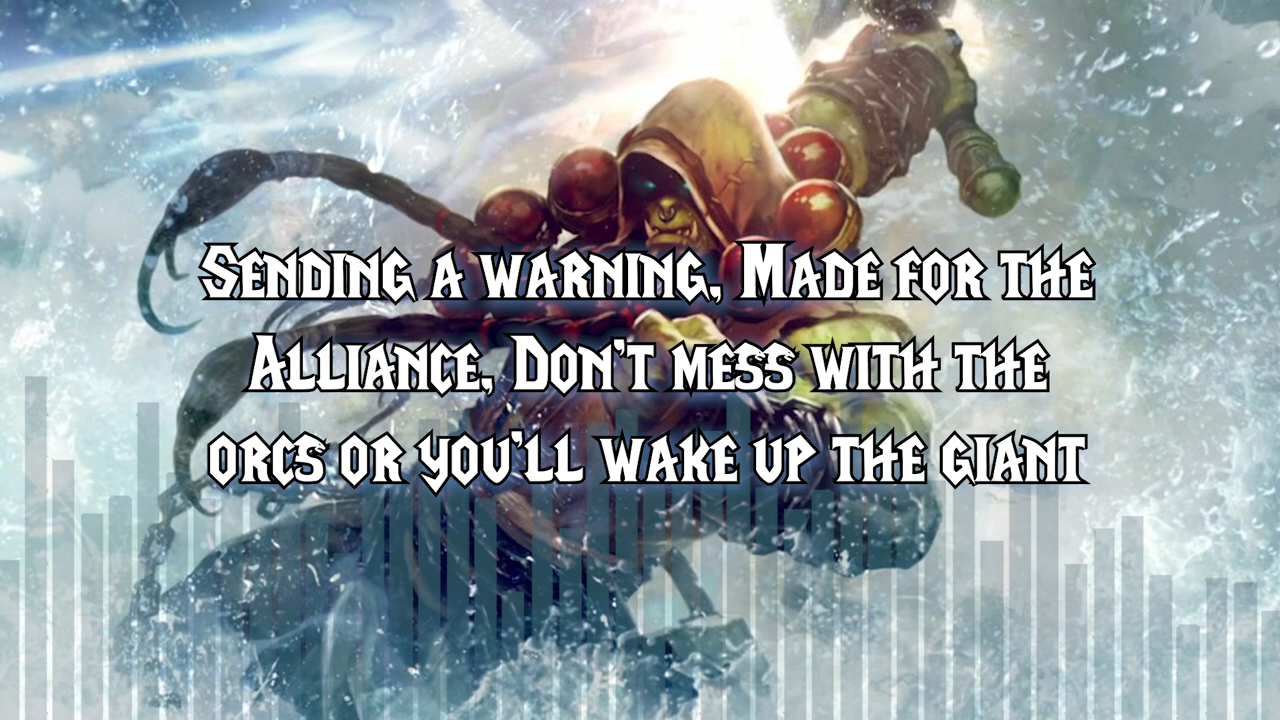 Sending a warning, Made for the
Alliance, Don't mess with the
orcs or you'll wake up the giant